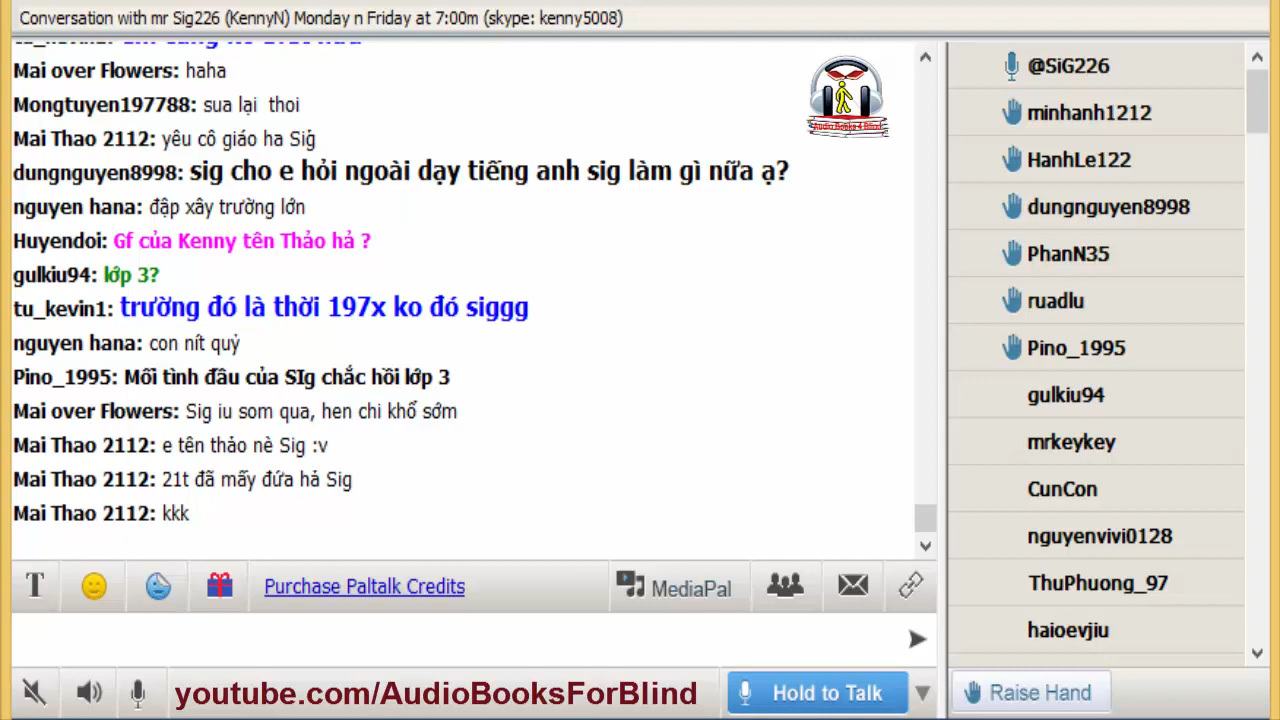 Conversation with mr Sig226 (KennyN) Monday n Friday at 7:00m (skype: kenny5008)
Mai over Flowers: haha
Mongtuyen197788: sua lại thoi
Mai Thao 2112: yêu cô giáo ha Sig
dungnguyen8998: sig cho e hỏi ngoài dạy tiếng anh sig làm gì nữa ạ?
nguyen hana: đập xây trường lớn
Huyendoi: Gf của Kenny tên Thảo hả ?
gulkiu94: lớp 3?
tu_kevin1: trường đó là thời 197x ko đó siggg
nguyen hana: con nít quỷ
Pino_1995: Mối tình đầu của SIg chắc hồi lớp 3
Mai over Flowers: Sig iu som qua, hen chi khổ sớm
Mai Thao 2112: e tên thảo nè Sig :v
Mai Thao 2112: 21t đã mấy đứa hả Sig
Mai Thao 2112: kkk
Audio Books 4 Blind
@SiG226
minhanh1212
HanhLe122
dungnguyen8998
PhanN35
ruadlu
Pino_1995
gulkiu94
mrkeykey
CunCon
nguyenvivi0128
ThuPhuong_97
haioevjiu
T
Purchase Paltalk Credits
MediaPal
youtube.com/AudioBooksForBlind
Hold to Talk
Raise Hand